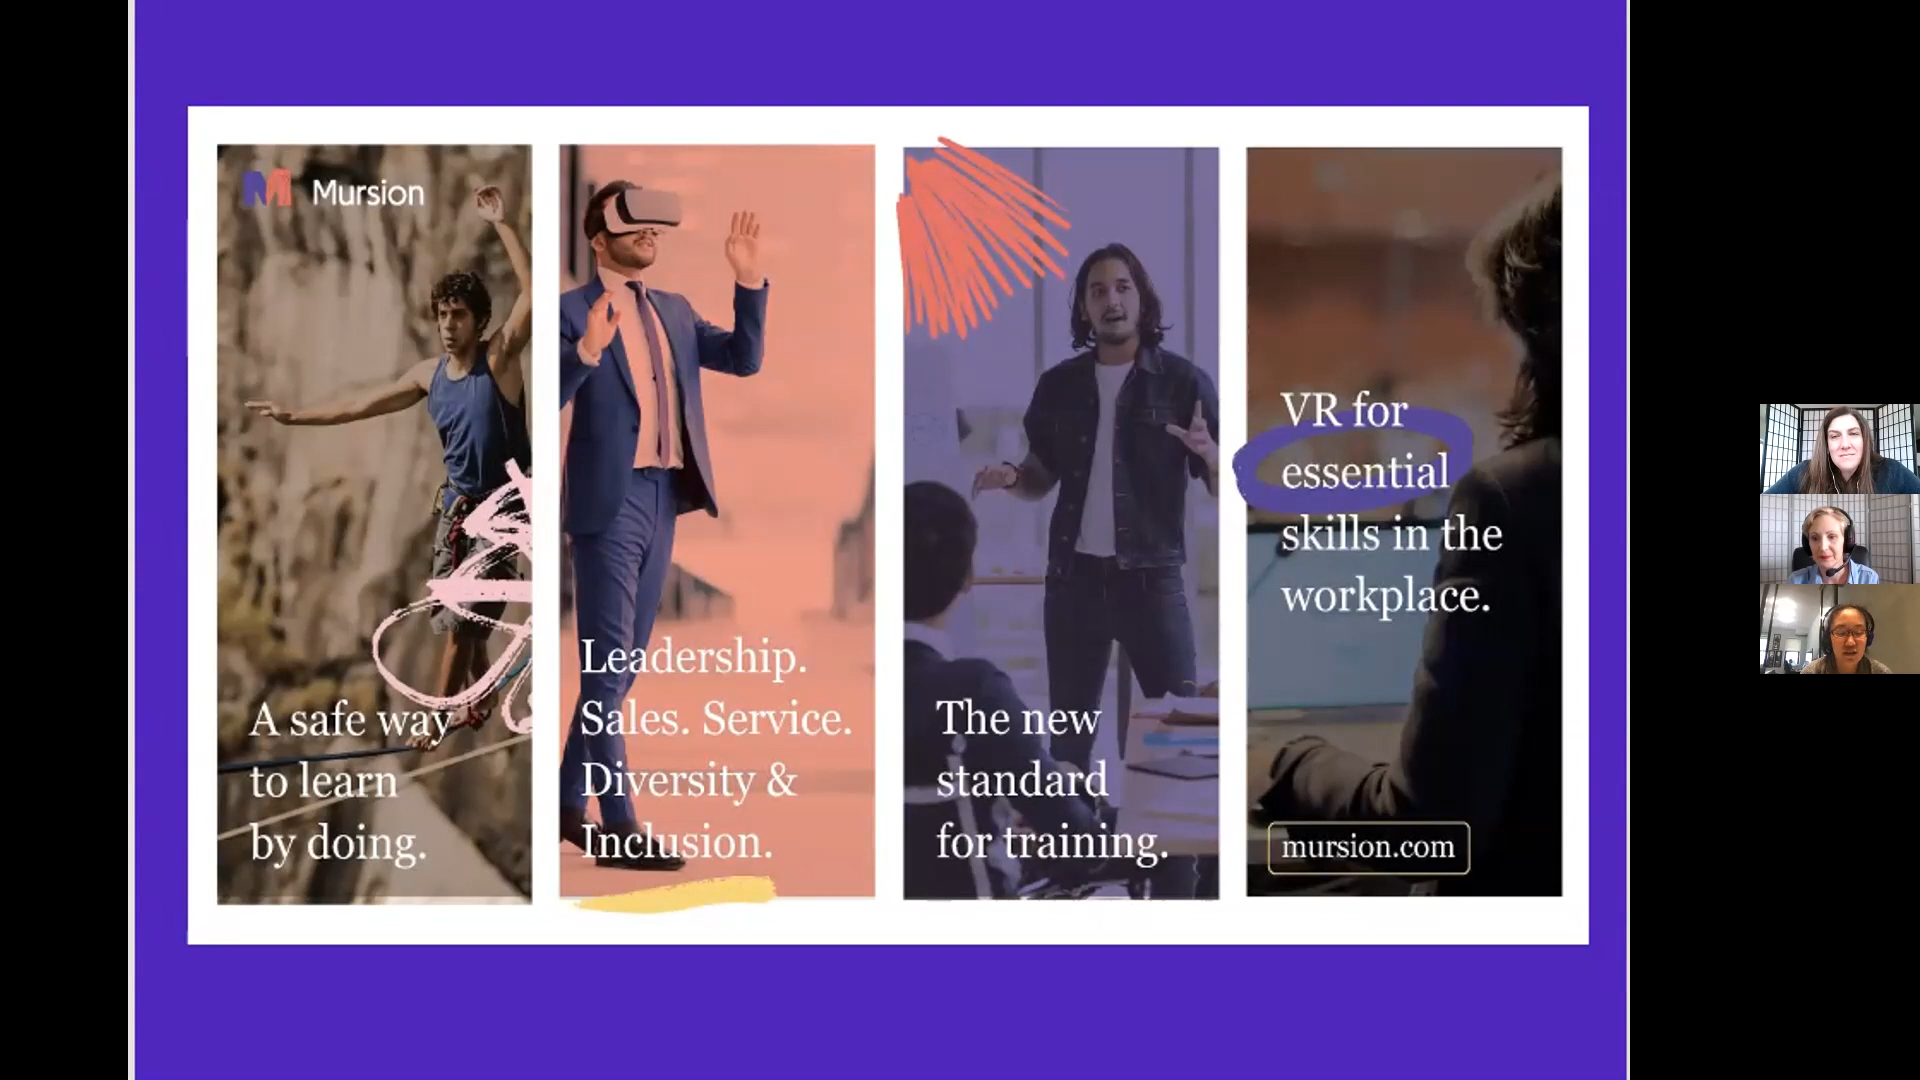 Mursion
A safe way
to learn
by doing.
Leadership.
Sales. Service.
Diversity &
Inclusion.
The new
standard
for training.
VR for
essential
skills in the
workplace.
mursion.com